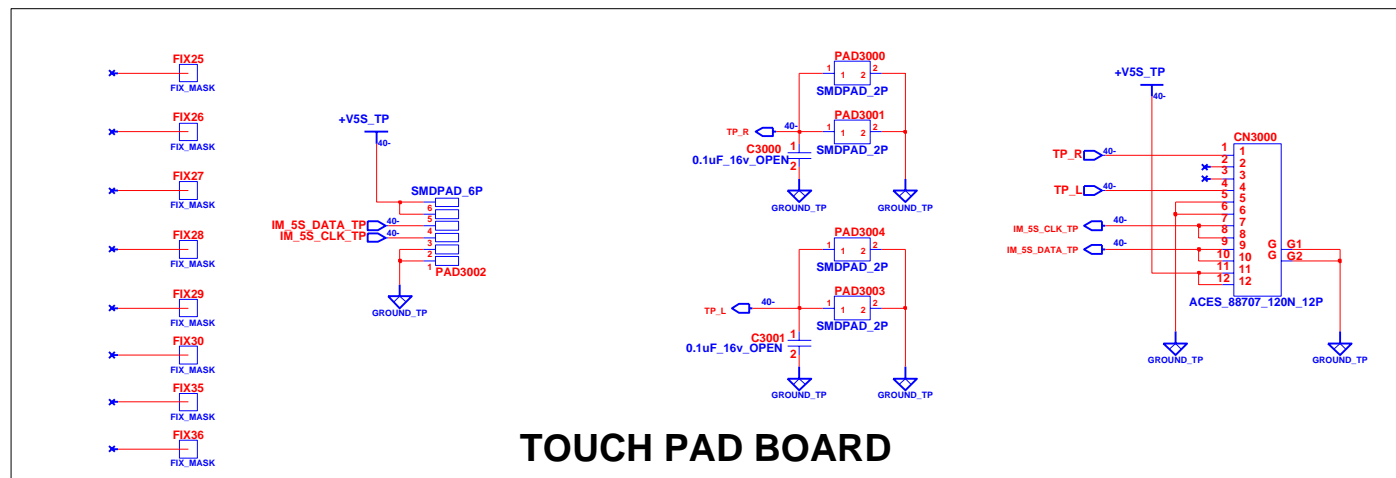 FIX25
FIX_MASK
FIX26
FIX_MASK
FIX27
FIX_MASK
FIX28
FIX_MASK
FIX29
FIX_MASK
FIX30
FIX_MASK
FIX35
FIX_MASK
FIX36
FIX_MASK
+V5S_TP
40-
SMDPAD_6P
6
IM_5S_DATA_TP 40- 5
IM_5S_CLK_TP 40- 4
3
2
1 PAD3002
GROUND_TP
PAD3000
1 1 2 2
SMDPAD_2P
PAD3001
TP_R 40- 1 1 2 2
SMDPAD_2P
C3000 1
0.1uF_16v_OPEN
2
GROUND_TP GROUND_TP
PAD3004
1 1 2 2
SMDPAD_2P
PAD3003
TP_L 40- 1 1 2 2
SMDPAD_2P
C3001 1
0.1uF_16v_OPEN
2
GROUND_TP GROUND_TP
+V5S_TP
40-
CN3000
TP_R 40- 1 1
2 2
3 3
TP_L 40- 4 4
5 5
6 6
IM_5S_CLK_TP 40- 7 7
8 8
IM_5S_DATA_TP 40- 9 9 G G1
10 10 G G2
11 11
12 12
ACES_88707_120N_12P
GROUND_TP GROUND_TP
TOUCH PAD BOARD